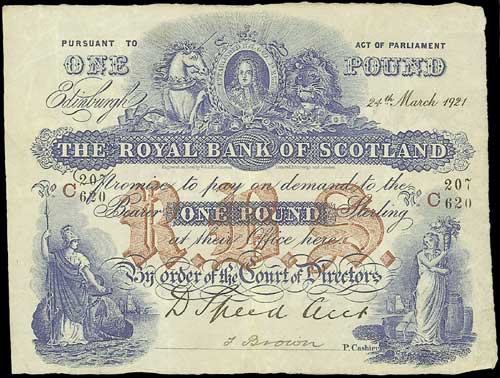 PURSUANT TO ACT OF PARLIAMENT
ONE POUND
Edinburgh 24th March 1921
THE ROYAL BANK OF SCOTLAND
No C 207/620 Promise to pay on demand to the No C 207/620
Bearer ONE POUND Sterling
R.B.S.
at their Office here
By order of the Court of Directors
D Speed Acct
J Brown P. Cashier